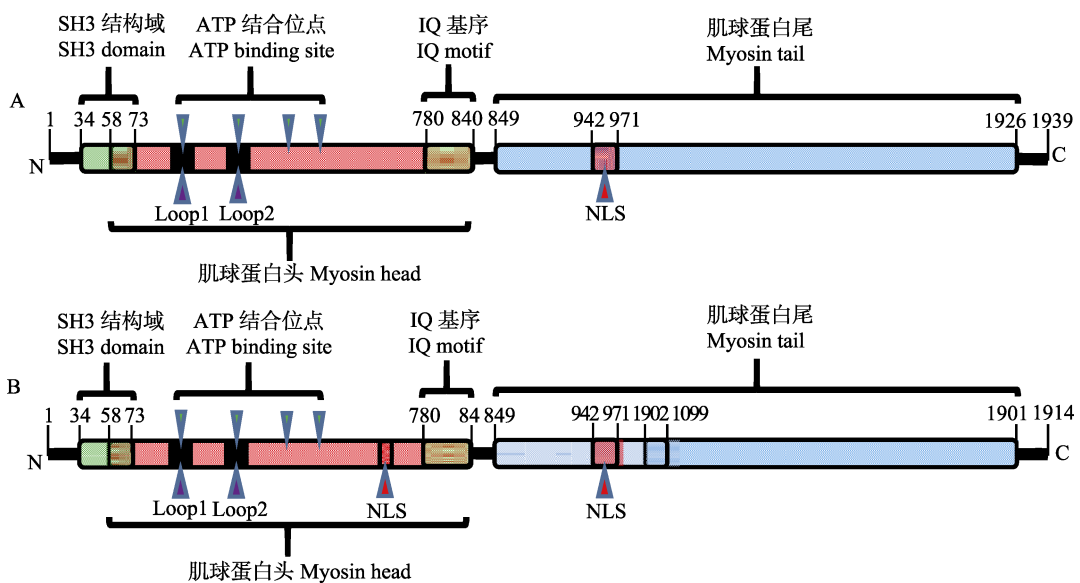 SH3 结构域
SH3 domain
ATP 结合位点
ATP binding site
IQ 基序
IQ motif
肌球蛋白尾
Myosin tail
A
1 34 58 73 780 840 849 942 971 1926 1939
N C
Loop1 Loop2 NLS
肌球蛋白头 Myosin head
SH3 结构域
SH3 domain
ATP 结合位点
ATP binding site
IQ 基序
IQ motif
肌球蛋白尾
Myosin tail
B
1 34 58 73 780 84 849 942 971 1902 1099 1901 1914
N C
Loop1 Loop2 NLS NLS
肌球蛋白头 Myosin head